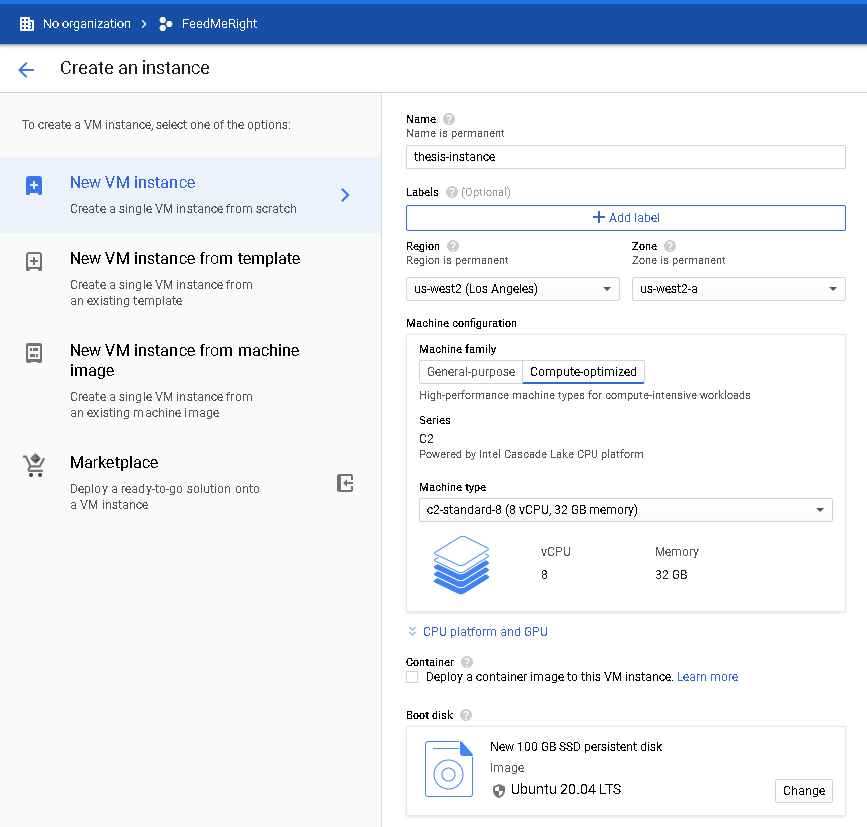 No organization > FeedMeRight
Create an instance
To create a VM instance, select one of the options:
New VM instance
Create a single VM instance from scratch
New VM instance from template
Create a single VM instance from
an existing template
New VM instance from machine
image
Create a single VM instance from
an existing machine image
Marketplace
Deploy a ready-to-go solution onto
a VM instance
Name ?
Name is permanent
thesis-instance
Labels ? (Optional)
+ Add label
Region ?
Region is permanent
us-west2 (Los Angeles)
Zone ?
Zone is permanent
us-west2-a
Machine configuration
Machine family
General-purpose
Compute-optimized
High-performance machine types for compute-intensive workloads
Series
C2
Powered by Intel Cascade Lake CPU platform
Machine type
c2-standard-8 (8 vCPU, 32 GB memory)
vCPU
8
Memory
32 GB
CPU platform and GPU
Container ?
Deploy a container image to this VM instance. Learn more
Boot disk ?
New 100 GB SSD persistent disk
Image
Ubuntu 20.04 LTS
Change